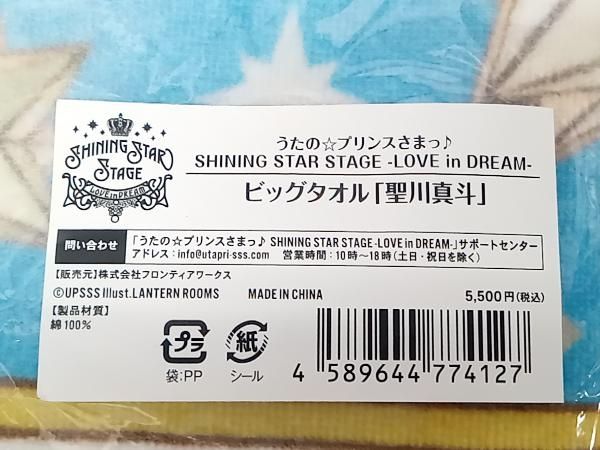 SHINING STAR
STAGE
LOVE in DREAM
うたの☆プリンスさまっ♪
SHINING STAR STAGE -LOVE in DREAM-
ビッグタオル「聖川真斗」
問い合わせ
「うたの☆プリンスさまっ♪ SHINING STAR STAGE-LOVE in DREAM-」サポートセンター
アドレス:info@utapri-sss.com 営業時間:10時~18時(土日・祝日を除く)
【販売元】株式会社フロンティアワークス
©UPSSS Illust.LANTERN ROOMS MADE IN CHINA 5,500円(税込)
【製品材質】
綿100%
プラ
袋:PP
紙
シール
4 589644 774127